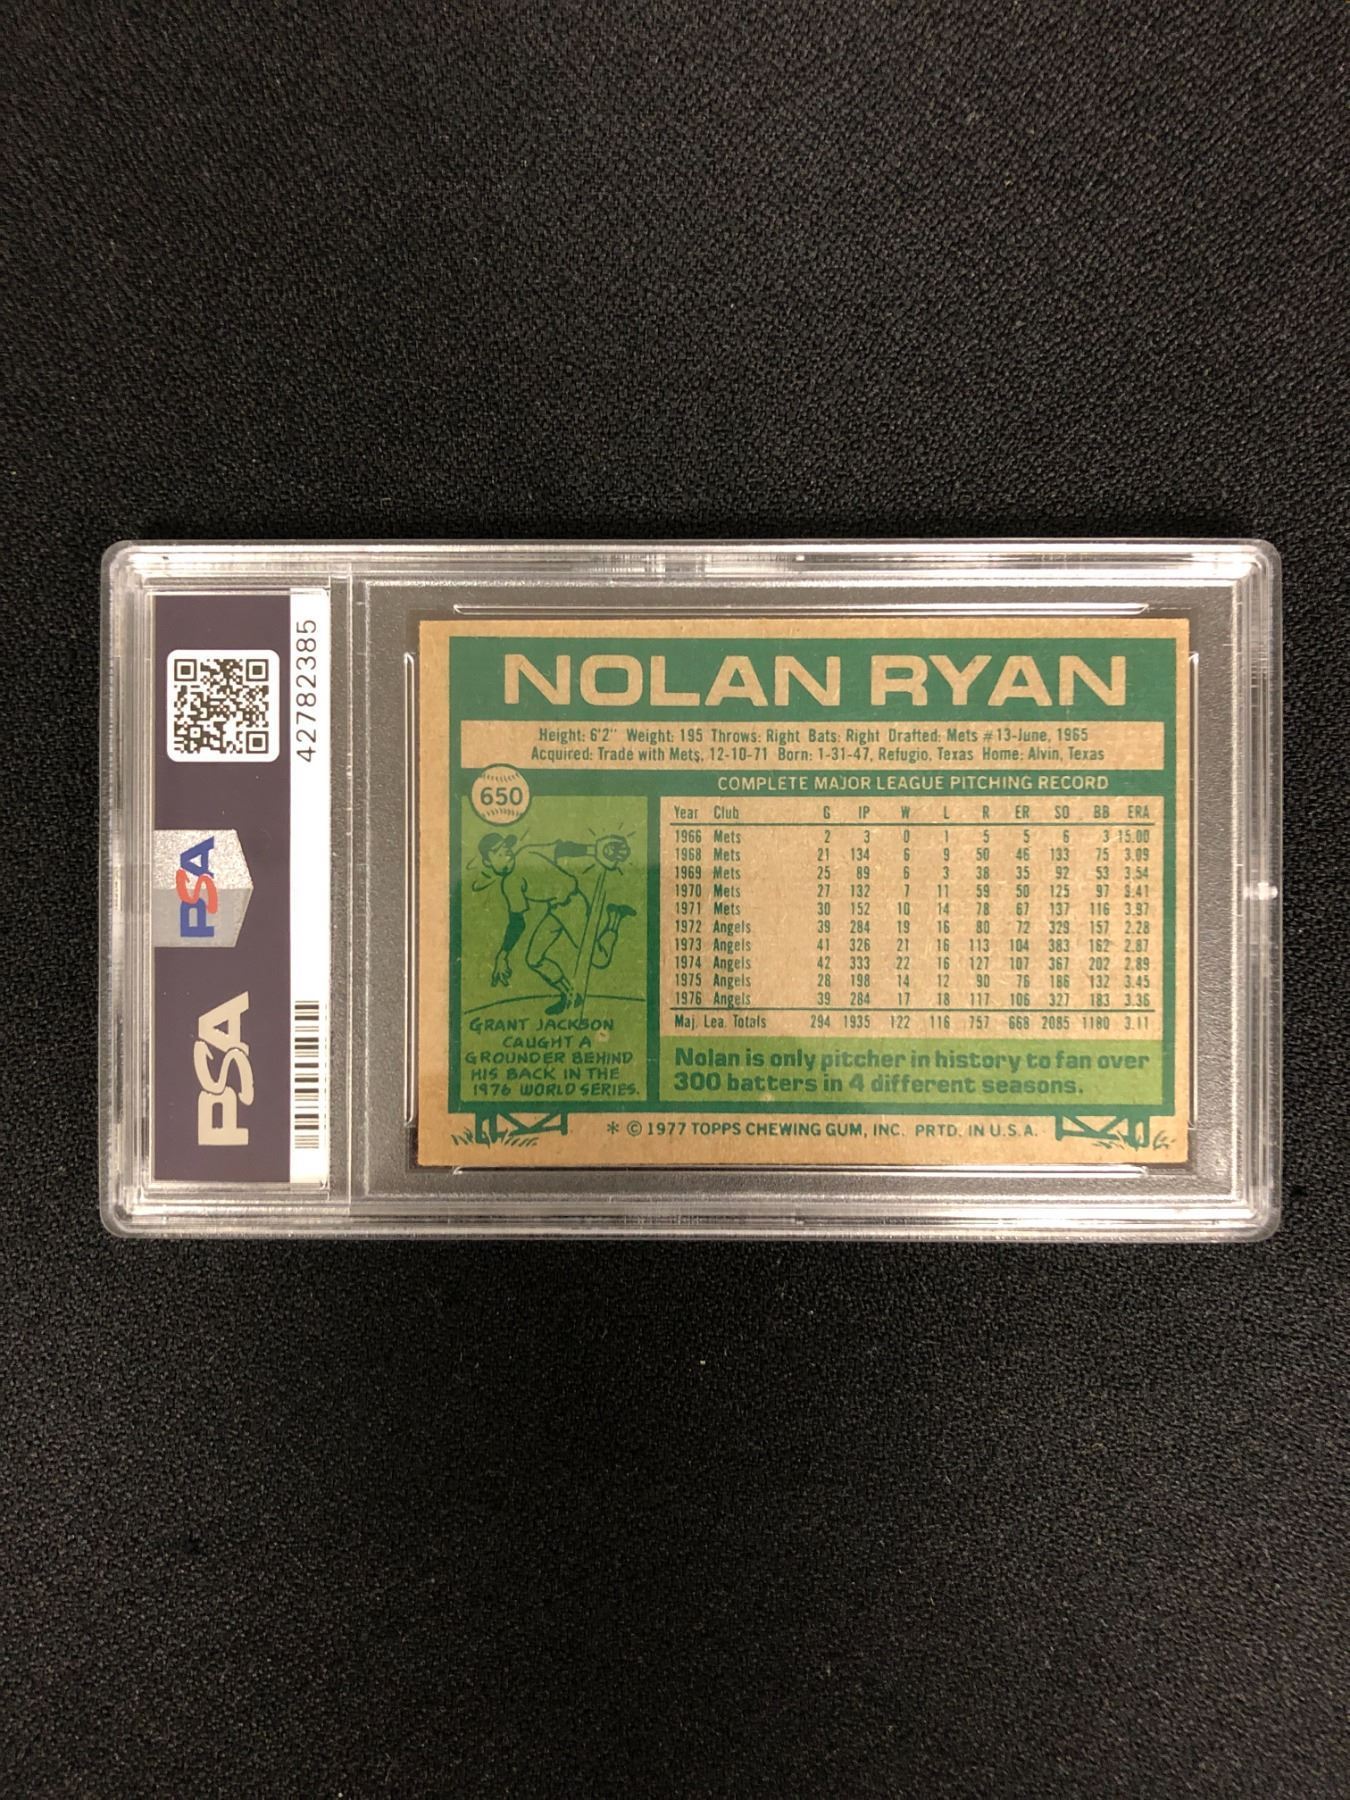 42782385
PSA
PSA
NOLAN RYAN
Height: 6'2" Weight: 195 Throws: Right Bats: Right Drafted: Mets #13-June, 1965
Acquired: Trade with Mets, 12-10-71 Born: 1-31-47, Refugio, Texas Home: Alvin, Texas
650
COMPLETE MAJOR LEAGUE PITCHING RECORD
Year Club G IP W L R ER SO BB ERA
1966 Mets 2 3 0 1 5 5 6 3 15.00
1968 Mets 21 134 6 9 50 46 133 75 3.09
1969 Mets 25 89 6 3 38 35 92 53 3.54
1970 Mets 27 132 7 11 59 50 125 97 3.41
1971 Mets 30 152 10 14 78 67 137 116 3.97
1972 Angels 39 284 19 16 80 72 329 157 2.28
1973 Angels 41 326 21 16 113 104 383 162 2.87
1974 Angels 42 333 22 16 127 107 367 202 2.89
1975 Angels 28 198 14 12 90 76 186 132 3.45
1976 Angels 39 284 17 18 117 106 327 183 3.36
Maj. Lea. Totals 294 1935 122 116 757 668 2085 1180 3.11
GRANT JACKSON
CAUGHT A
GROUNDER BEHIND
HIS BACK IN THE
1976 WORLD SERIES.
Nolan is only pitcher in history to fan over
300 batters in 4 different seasons.
* © 1977 TOPPS CHEWING GUM, INC. PRTD. IN U.S.A.